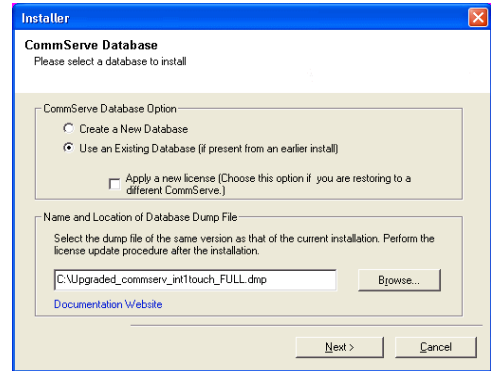 Installer
CommServe Database
Please select a database to install
CommServe Database Option
Create a New Database
Use an Existing Database (if present from an earlier install)
Apply a new license (Choose this option if you are restoring to a
different CommServe.)
Name and Location of Database Dump File
Select the dump file of the same version as that of the current installation. Perform the
license update procedure after the installation.
C:\Upgraded_commserv_int1touch_FULL.dmp
Browse...
Documentation Website
Next >
Cancel